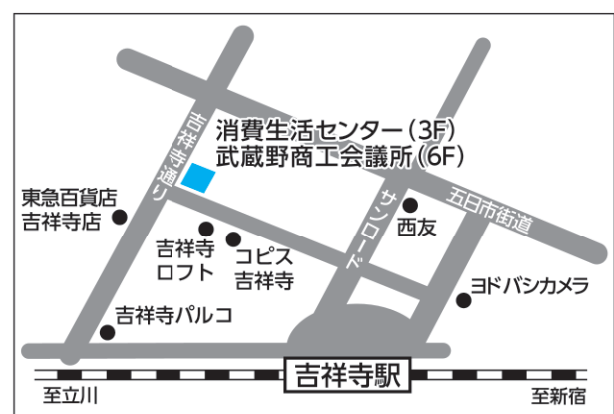 消費生活センター(3F)
武蔵野商工会議所(6F)
吉祥寺通り
東急百貨店
吉祥寺店
吉祥寺
ロフト
コピス
吉祥寺
サンロード
西友
五日市街道
ヨドバシカメラ
吉祥寺パルコ
吉祥寺駅
至立川
至新宿